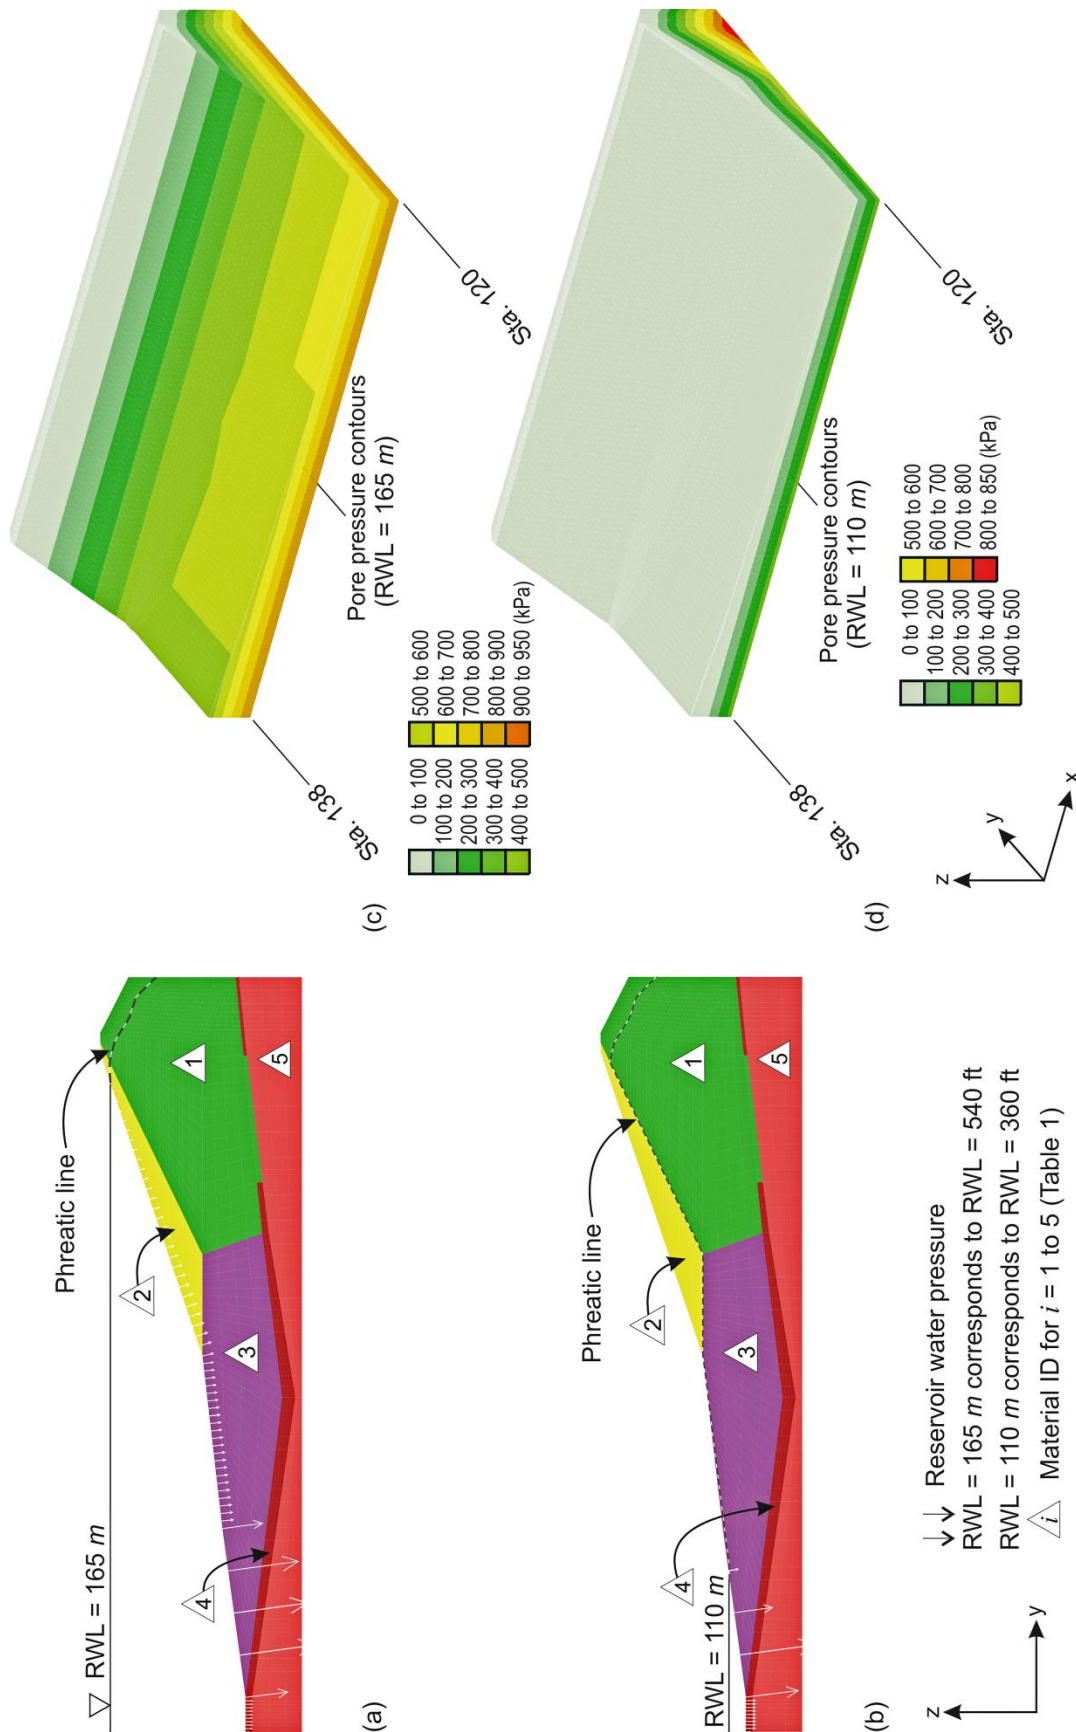 ▽ RWL = 165 m
Phreatic line
2
1
3
4
5
(a)
Phreatic line
2
1
3
4
5
RWL = 110 m
(b)
Reservoir water pressure
RWL = 165 m corresponds to RWL = 540 ft
RWL = 110 m corresponds to RWL = 360 ft
i Material ID for i = 1 to 5 (Table 1)
z
y
Sta. 138
Pore pressure contours
(RWL = 165 m)
Sta. 120
0 to 100 500 to 600
100 to 200 600 to 700
200 to 300 700 to 800
300 to 400 800 to 900
400 to 500 900 to 950 (kPa)
(c)
Sta. 138
Pore pressure contours
(RWL = 110 m)
Sta. 120
0 to 100 500 to 600
100 to 200 600 to 700
200 to 300 700 to 800
300 to 400 800 to 850 (kPa)
400 to 500
(d)
z
y
x